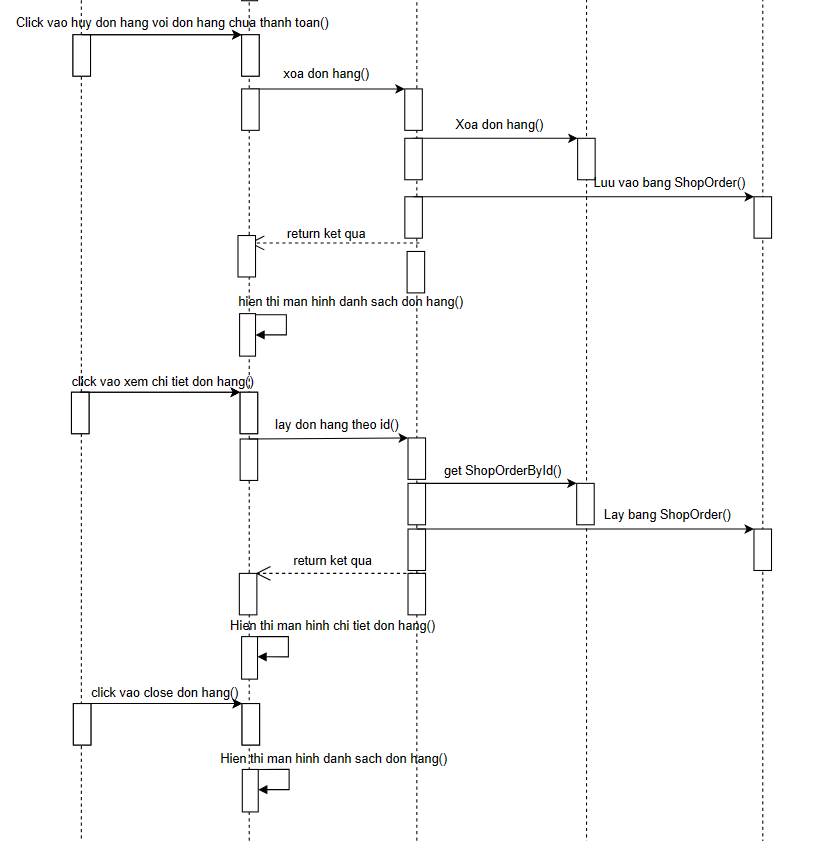 Click vao huy don hang voi don hang chua thanh toan()
xoa don hang()
Xoa don hang()
Luu vao bang ShopOrder()
return ket qua
hien thi man hinh danh sach don hang()
click vao xem chi tiet don hang()
lay don hang theo id()
get ShopOrderById()
Lay bang ShopOrder()
return ket qua
Hien thi man hinh chi tiet don hang()
click vao close don hang()
Hien thi man hinh danh sach don hang()